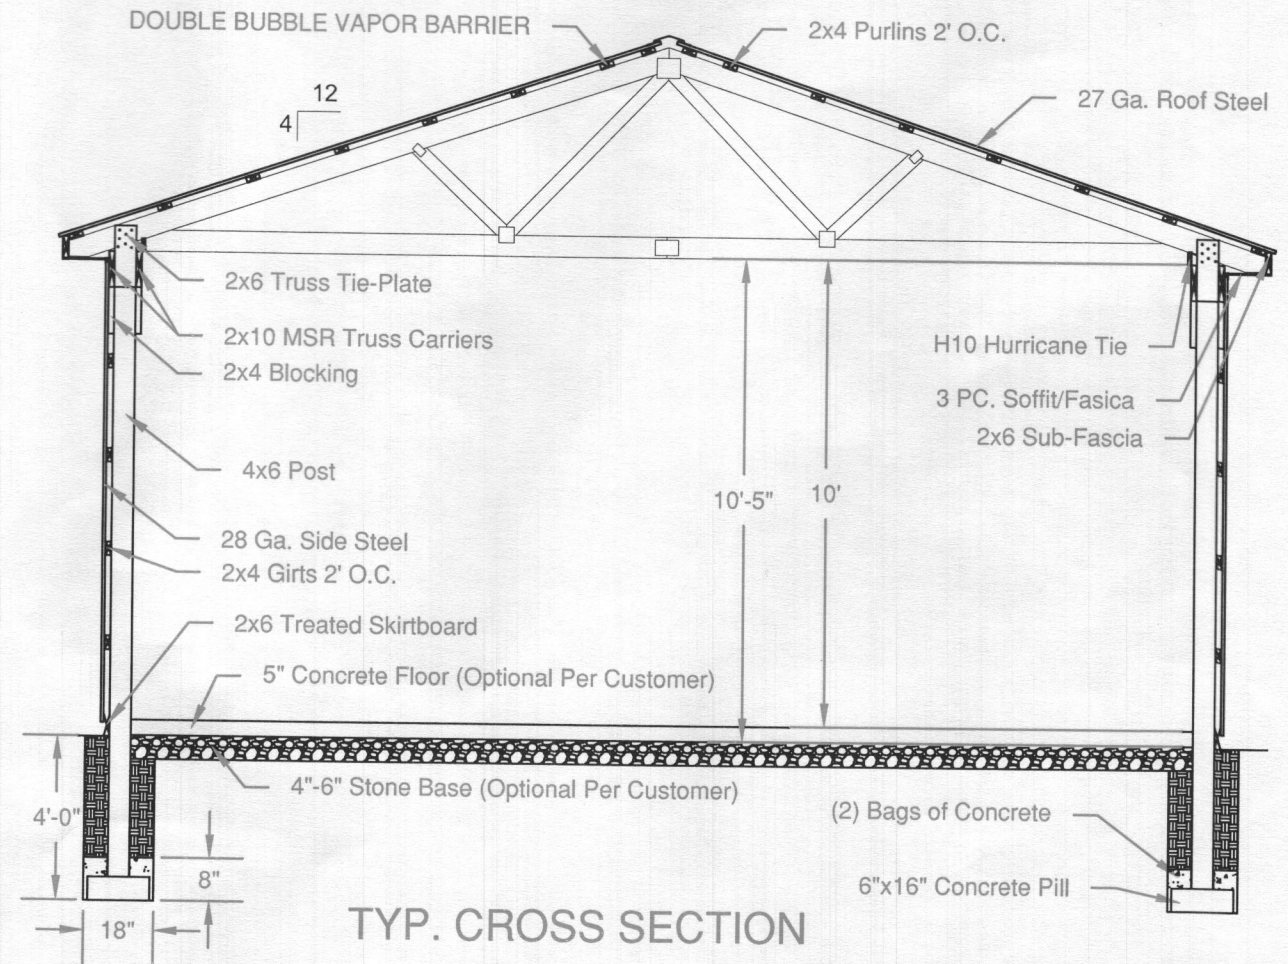 DOUBLE BUBBLE VAPOR BARRIER
2x4 Purlins 2' O.C.
12
4
27 Ga. Roof Steel
2x6 Truss Tie-Plate
2x10 MSR Truss Carriers
2x4 Blocking
H10 Hurricane Tie
3 PC. Soffit/Fasica
2x6 Sub-Fascia
4x6 Post
10'-5"
10'
28 Ga. Side Steel
2x4 Girts 2' O.C.
2x6 Treated Skirtboard
5" Concrete Floor (Optional Per Customer)
4"-6" Stone Base (Optional Per Customer)
4'-0"
(2) Bags of Concrete
8"
6"x16" Concrete Pill
18"
TYP. CROSS SECTION